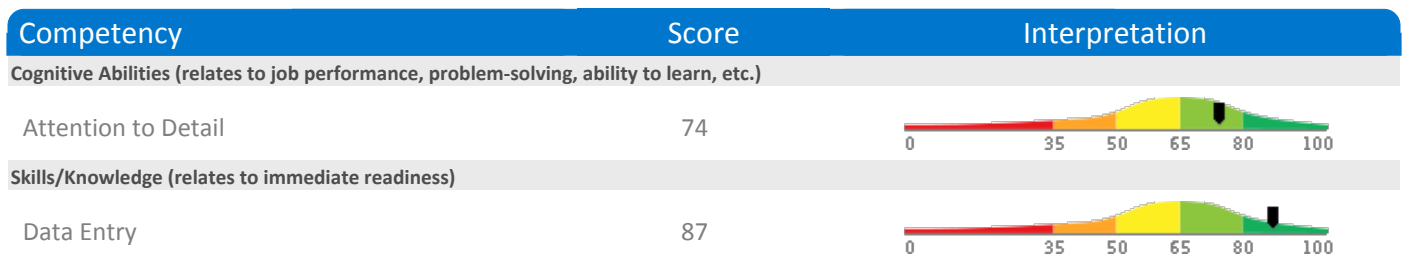 Competency Score Interpretation
Cognitive Abilities (relates to job performance, problem-solving, ability to learn, etc.)
Attention to Detail 74
0 35 50 65 80 100
Skills/Knowledge (relates to immediate readiness)
Data Entry 87
0 35 50 65 80 100